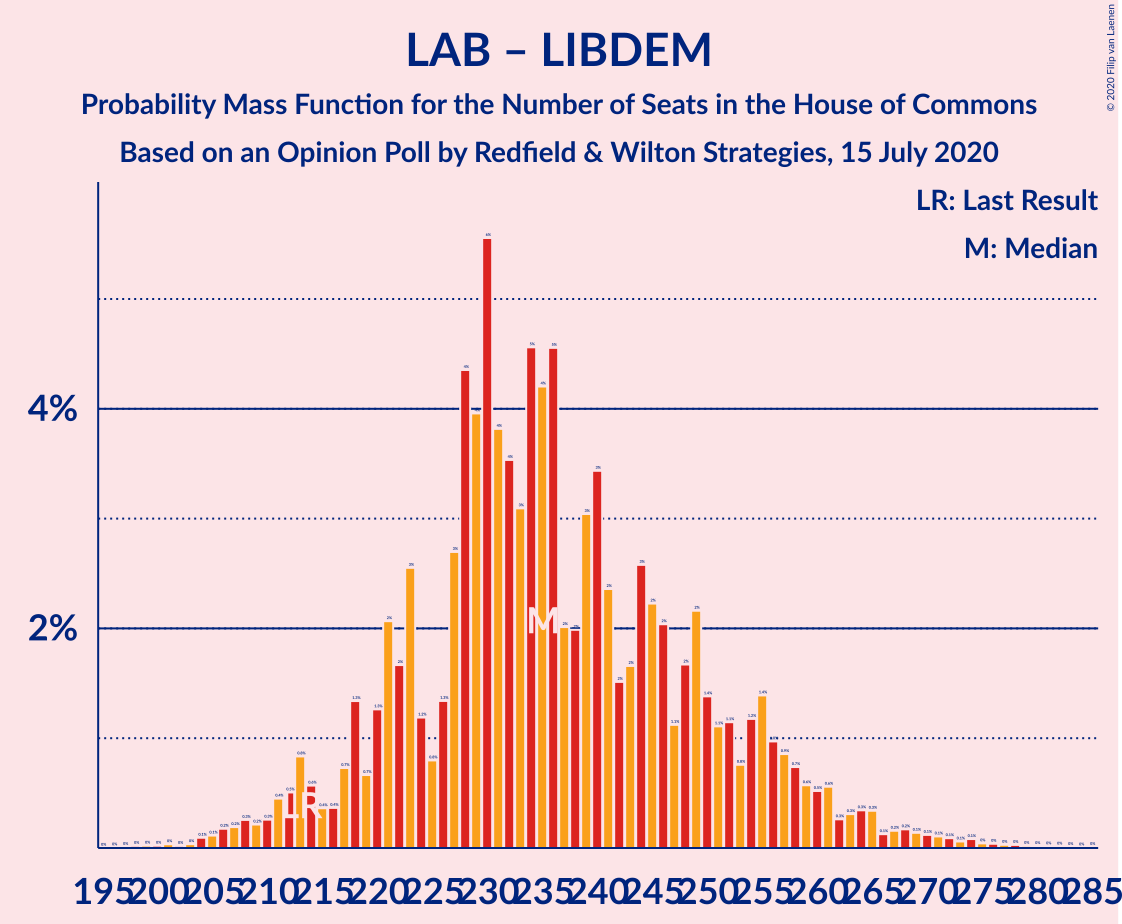 LAB – LIBDEM
Probability Mass Function for the Number of Seats in the House of Commons
Based on an Opinion Poll by Redfield & Wilton Strategies, 15 July 2020
© 2020 Filip van Laenen
LR: Last Result
M: Median
4%
2%
M
LR
195 200 205 210 215 220 225 230 235 240 245 250 255 260 265 270 275 280 285